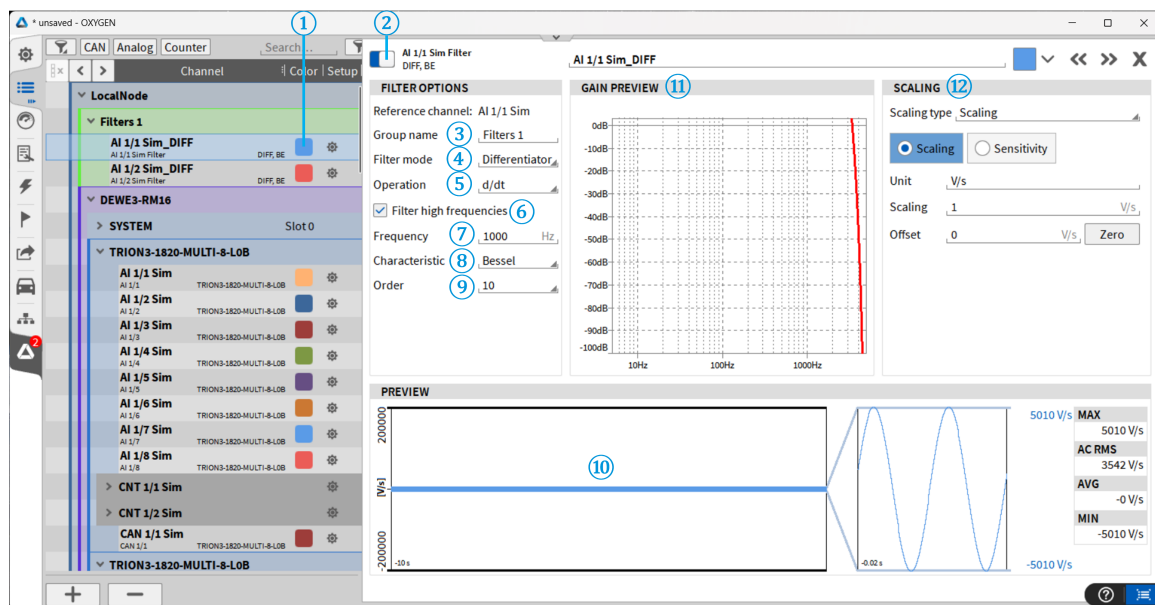 * unsaved - OXYGEN
1
2
CAN Analog Counter Search...
Channel Color Setup
LocalNode
Filters 1
AI 1/1 Sim_DIFF
AI 1/1 Sim Filter DIFF, BE
AI 1/2 Sim_DIFF
AI 1/2 Sim Filter DIFF, BE
DEWE3-RM16
SYSTEM Slot 0
TRION3-1820-MULTI-8-L0B
AI 1/1 Sim
AI 1/1 TRION3-1820-MULTI-8-L0B
AI 1/2 Sim
AI 1/2 TRION3-1820-MULTI-8-L0B
AI 1/3 Sim
AI 1/3 TRION3-1820-MULTI-8-L0B
AI 1/4 Sim
AI 1/4 TRION3-1820-MULTI-8-L0B
AI 1/5 Sim
AI 1/5 TRION3-1820-MULTI-8-L0B
AI 1/6 Sim
AI 1/6 TRION3-1820-MULTI-8-L0B
AI 1/7 Sim
AI 1/7 TRION3-1820-MULTI-8-L0B
AI 1/8 Sim
AI 1/8 TRION3-1820-MULTI-8-L0B
CNT 1/1 Sim
CNT 1/2 Sim
CAN 1/1 Sim
CAN 1/1 TRION3-1820-MULTI-8-L0B
TRION3-1820-MULTI-8-L0B
2
AI 1/1 Sim Filter
DIFF, BE
AI 1/1 Sim_DIFF
FILTER OPTIONS
Reference channel: AI 1/1 Sim
Group name 3 Filters 1
Filter mode 4 Differentiator
Operation 5 d/dt
Filter high frequencies 6
Frequency 7 1000 Hz
Characteristic 8 Bessel
Order 9 10
GAIN PREVIEW 11
0dB
-10dB
-20dB
-30dB
-40dB
-50dB
-60dB
-70dB
-80dB
-90dB
-100dB
10Hz 100Hz 1000Hz
SCALING 12
Scaling type Scaling
Scaling Sensitivity
Unit V/s
Scaling 1 V/s
Offset 0 V/s Zero
PREVIEW
200000
[V/s]
-200000
10
-10 s
-0.02 s
5010 V/s
-5010 V/s
MAX
5010 V/s
AC RMS
3542 V/s
AVG
-0 V/s
MIN
-5010 V/s